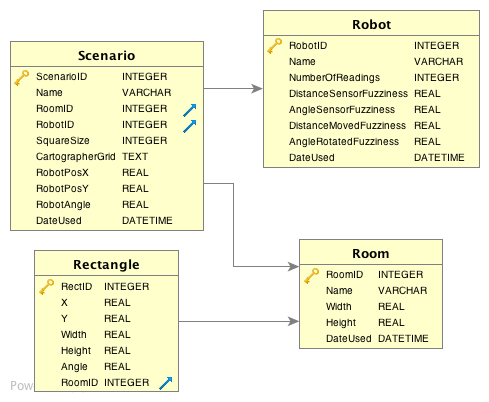 Scenario
ScenarioID INTEGER
Name VARCHAR
RoomID INTEGER
RobotID INTEGER
SquareSize INTEGER
CartographerGrid TEXT
RobotPosX REAL
RobotPosY REAL
RobotAngle REAL
DateUsed DATETIME
Robot
RobotID INTEGER
Name VARCHAR
NumberOfReadings INTEGER
DistanceSensorFuzziness REAL
AngleSensorFuzziness REAL
DistanceMovedFuzziness REAL
AngleRotatedFuzziness REAL
DateUsed DATETIME
Rectangle
RectID INTEGER
X REAL
Y REAL
Width REAL
Height REAL
Angle REAL
RoomID INTEGER
Room
RoomID INTEGER
Name VARCHAR
Width REAL
Height REAL
DateUsed DATETIME